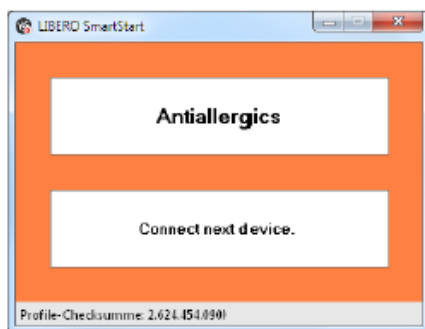 LIBERO SmartStart
Antiallergics
Connect next device.
Profile-Checksumme: 2.624.454.090)